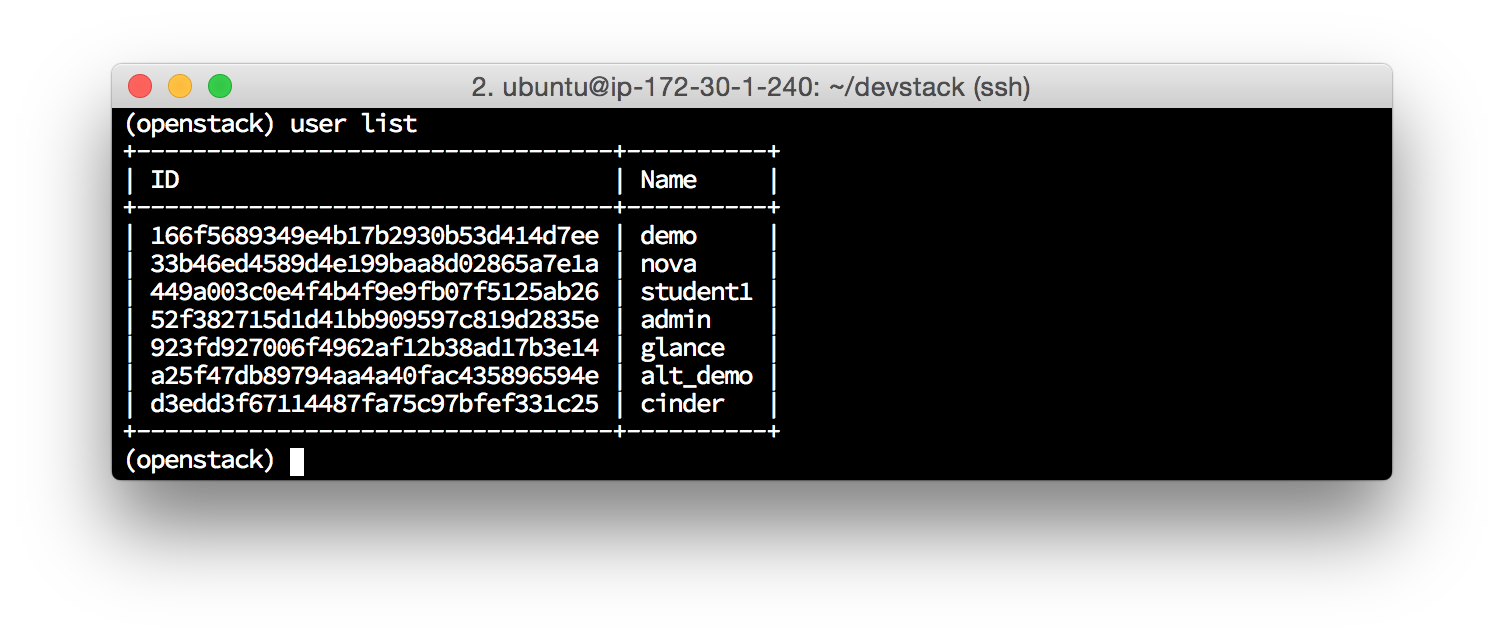 2. ubuntu@ip-172-30-1-240: ~/devstack (ssh)
(openstack) user list
+----------------------------------+----------+
| ID                               | Name     |
+----------------------------------+----------+
| 166f5689349e4b17b2930b53d414d7ee | demo     |
| 33b46ed4589d4e199baa8d02865a7e1a | nova     |
| 449a003c0e4f4b4f9e9fb07f5125ab26 | student1 |
| 52f382715d1d41bb909597c819d2835e | admin    |
| 923fd927006f4962af12b38ad17b3e14 | glance   |
| a25f47db89794aa4a40fac435896594e | alt_demo |
| d3edd3f67114487fa75c97bfef331c25 | cinder   |
+----------------------------------+----------+
(openstack)